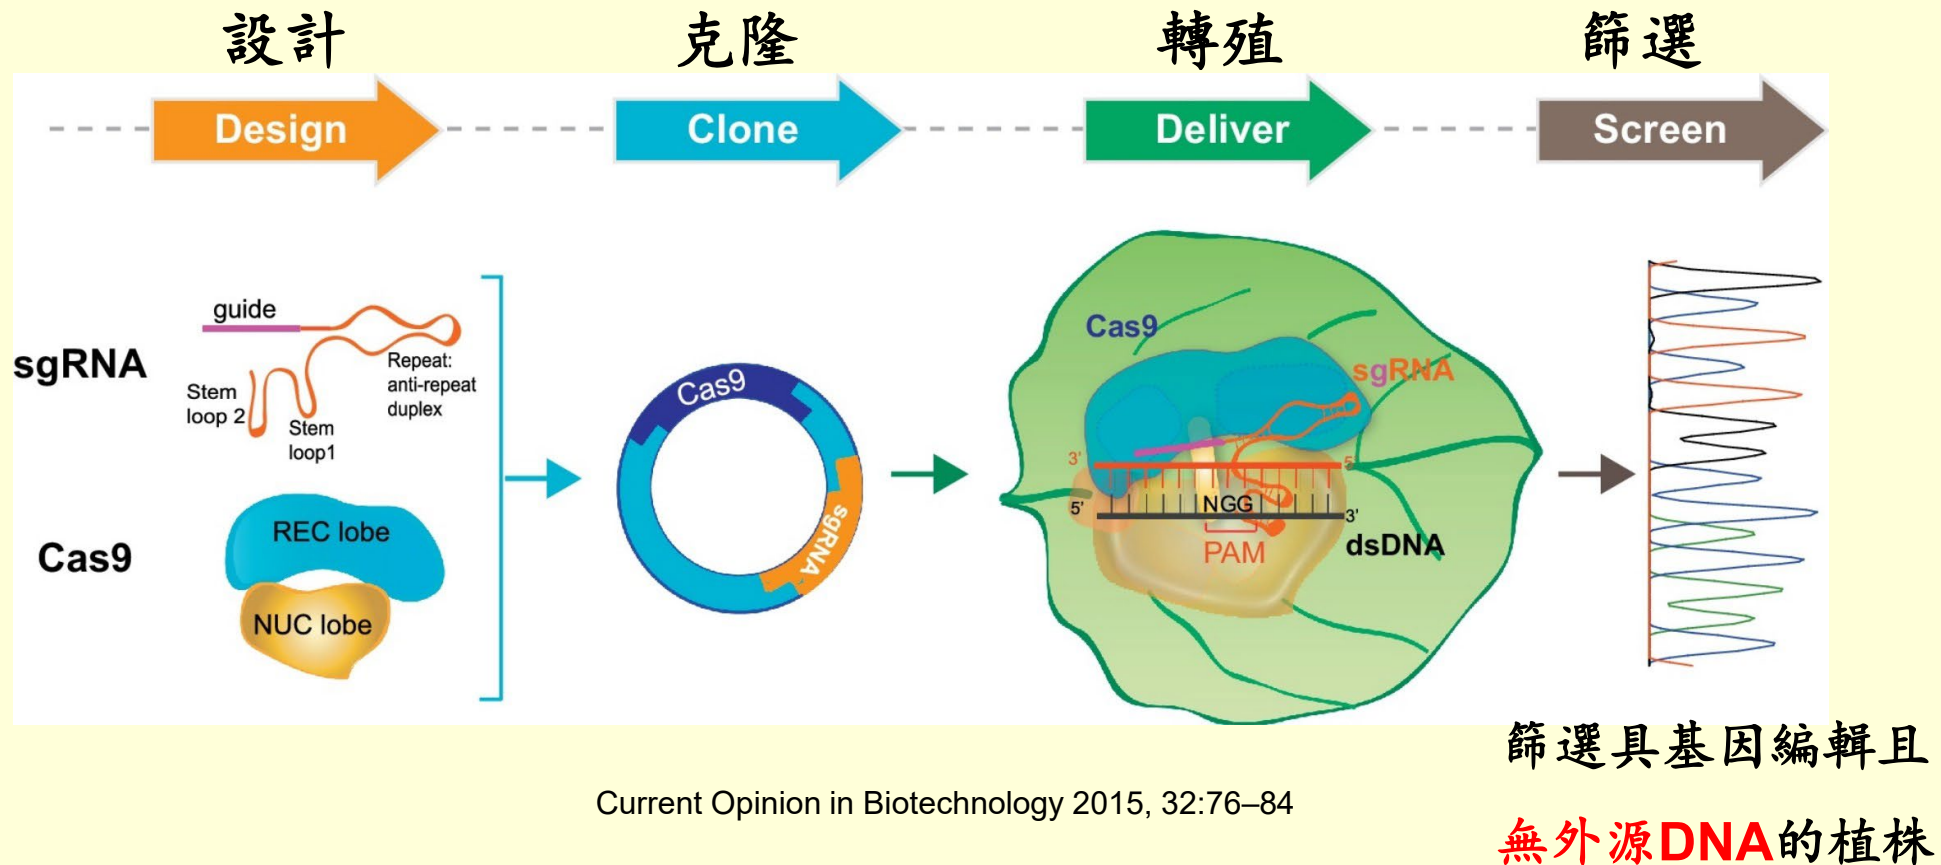 設計
克隆
轉殖
篩選
Design
Clone
Deliver
Screen
sgRNA
guide
Repeat:
anti-repeat
duplex
Stem
loop 2
Stem
loop1
Cas9
REC lobe
NUC lobe
Cas9
sgRNA
Cas9
sgRNA
3'
5'
5'
NGG
3'
PAM
dsDNA
篩選具基因編輯且
無外源DNA的植株
Current Opinion in Biotechnology 2015, 32:76–84